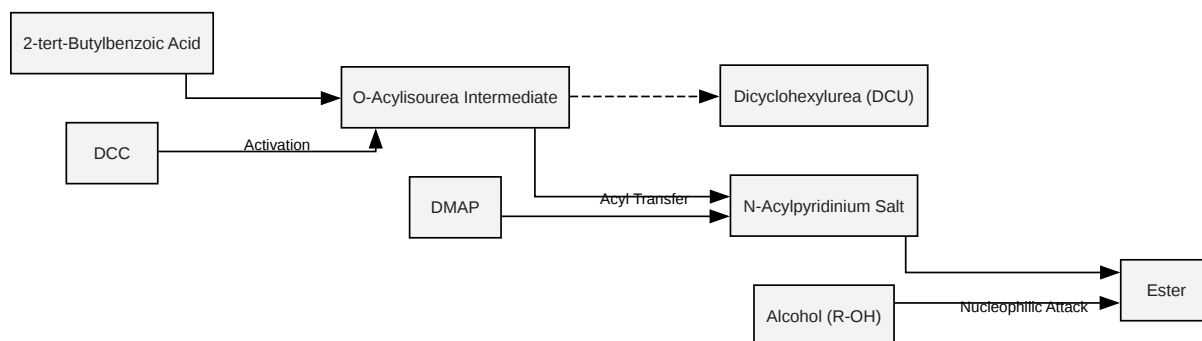 2-tert-Butylbenzoic Acid
O-Acylisourea Intermediate
Dicyclohexylurea (DCU)
DCC
Activation
DMAP
Acyl Transfer
N-Acylpyridinium Salt
Ester
Alcohol (R-OH)
Nucleophilic Attack